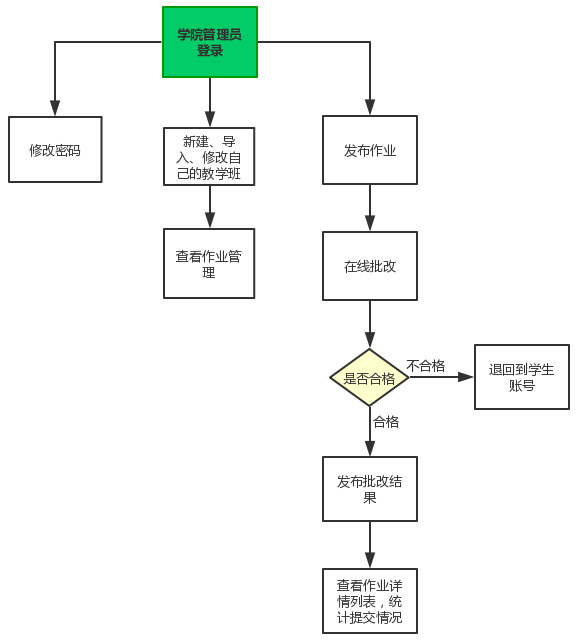 学院管理员
登录
修改密码
新建、导
入、修改自
己的教学班
发布作业
查看作业管
理
在线批改
是否合格
不合格
退回到学生
账号
合格
发布批改结
果
查看作业详
情列表，统
计提交情况